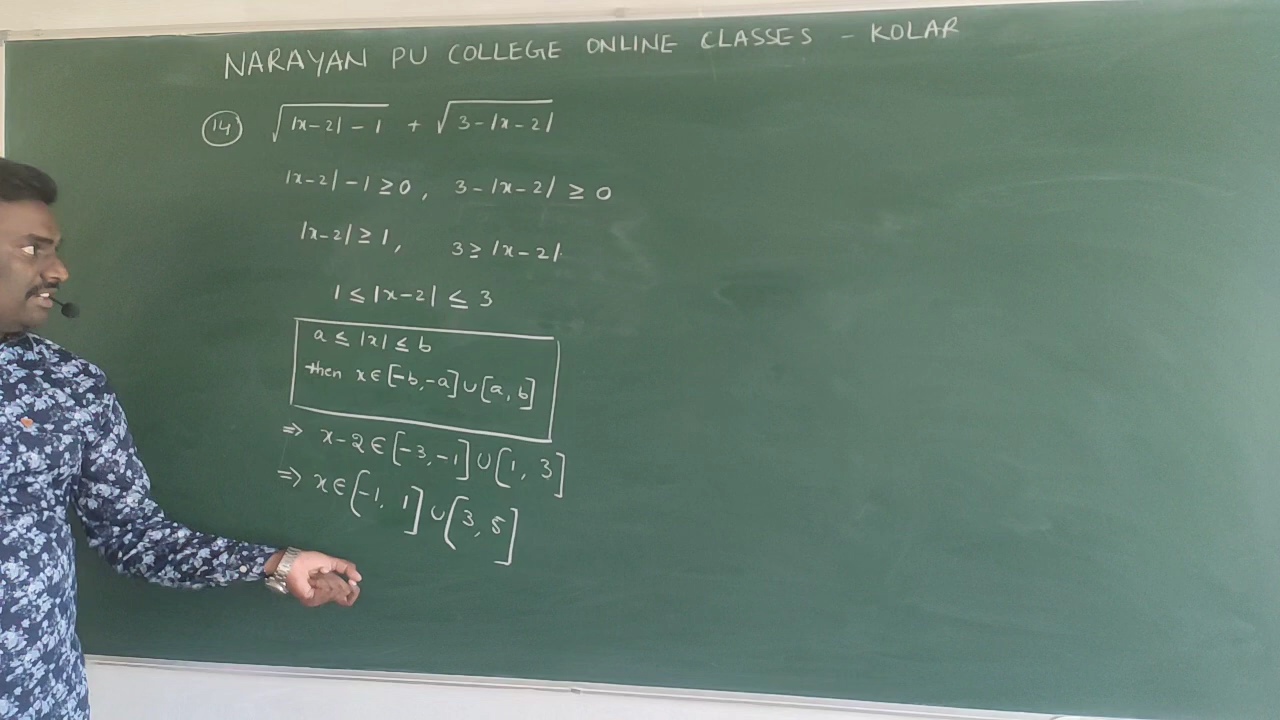 NARAYAN PU COLLEGE ONLINE CLASSES - KOLAR
(14) √(|x-2| - 1) + √(3-|x-2|)
|x-2| - 1 ≥ 0, 3-|x-2| ≥ 0
|x-2| ≥ 1, 3 ≥ |x-2|.
1 ≤ |x-2| ≤ 3
a ≤ |x| ≤ b
then x ∈ [-b, -a] ∪ [a, b]
⇒ x-2 ∈ [-3, -1] ∪ [1, 3]
⇒ x ∈ [-1, 1] ∪ [3, 5]